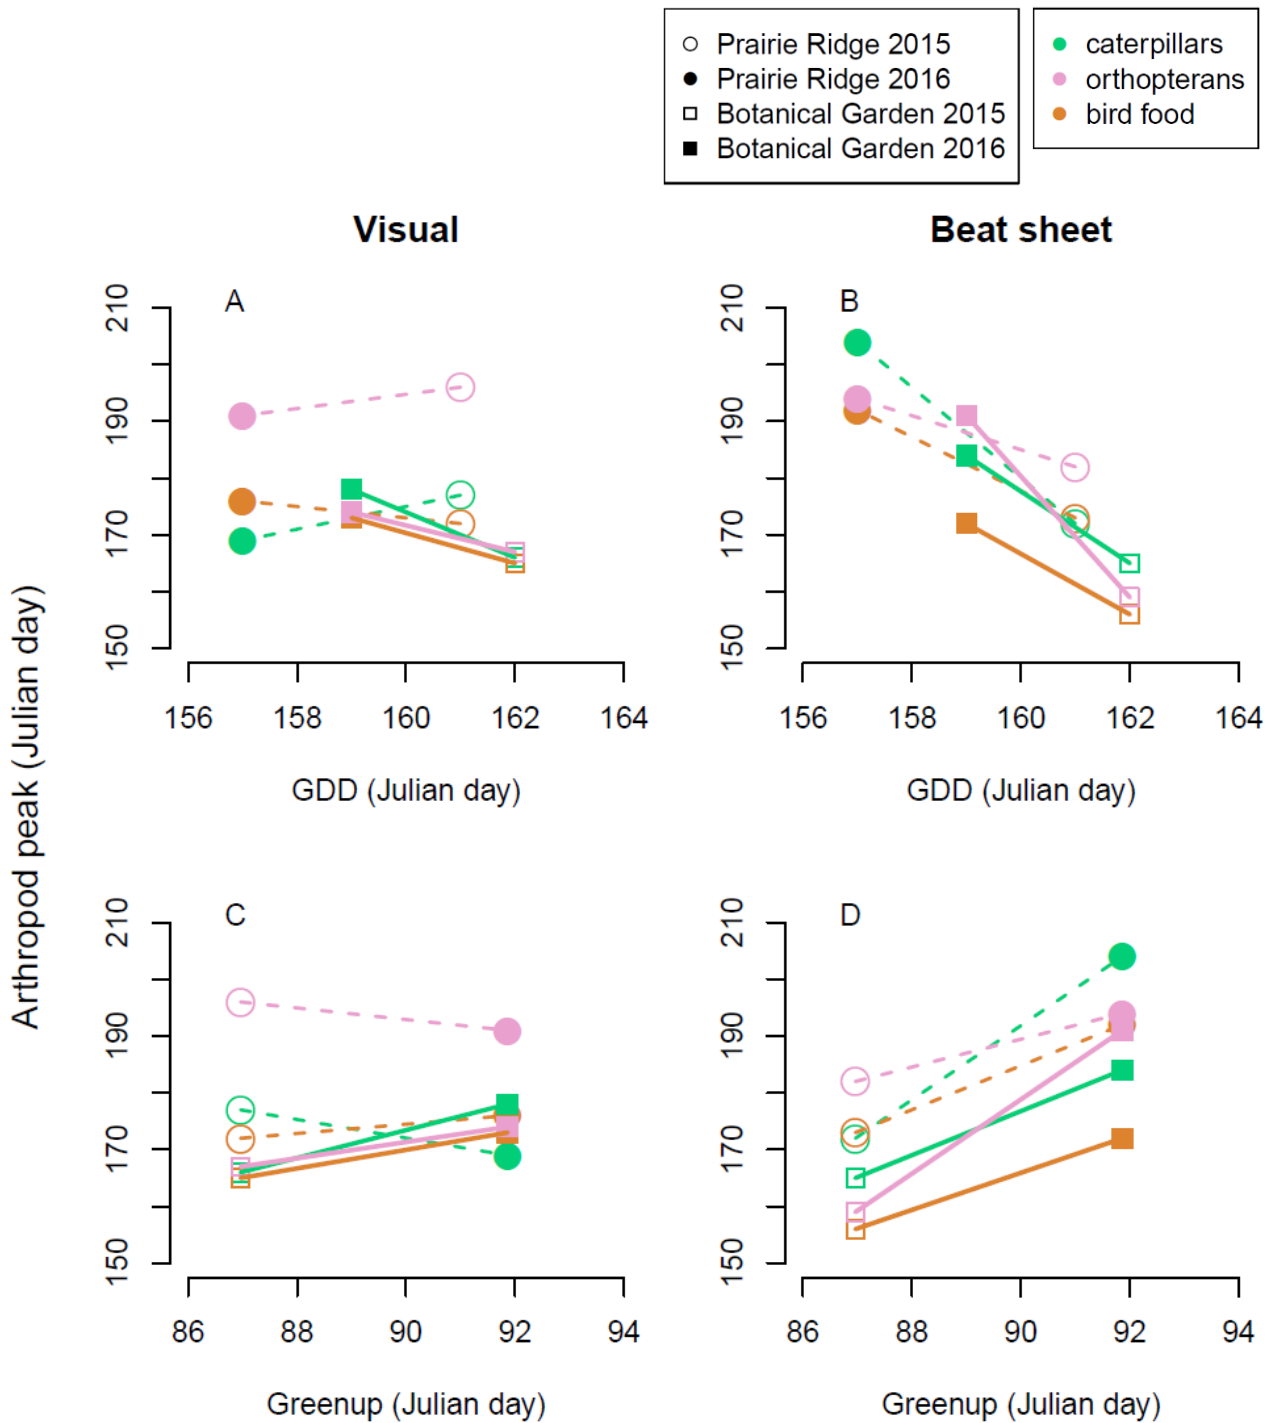 Prairie Ridge 2015
Prairie Ridge 2016
Botanical Garden 2015
Botanical Garden 2016
caterpillars
orthopterans
bird food
Visual
Beat sheet
Arthropod peak (Julian day)
A
210
190
170
150
156 158 160 162 164
GDD (Julian day)
B
210
190
170
150
156 158 160 162 164
GDD (Julian day)
C
210
190
170
150
86 88 90 92 94
Greenup (Julian day)
D
210
190
170
150
86 88 90 92 94
Greenup (Julian day)